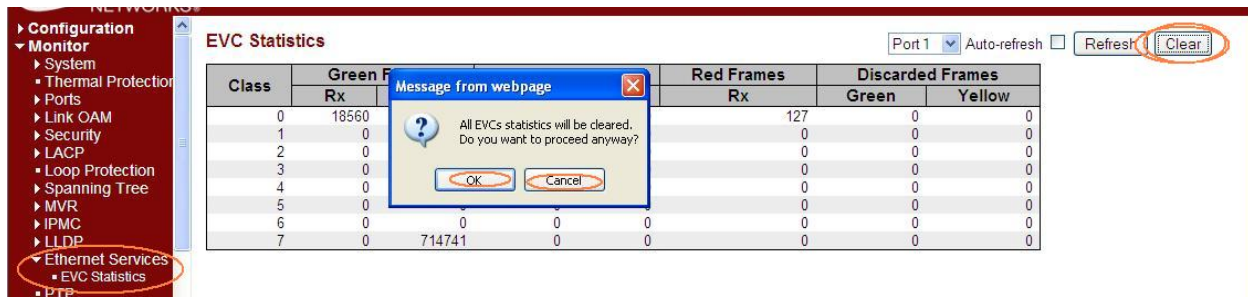 NETWORKS
Configuration
Monitor
System
Thermal Protection
Ports
Link OAM
Security
LACP
Loop Protection
Spanning Tree
MVR
IPMC
LLDP
Ethernet Services
EVC Statistics
PTP
EVC Statistics
Port 1 Auto-refresh Refresh Clear
Class Green F Red Frames Discarded Frames
Rx Rx Green Yellow
0 18560 127 0 0
1 0 0 0 0
2 0 0 0 0
3 0 0 0 0
4 0 0 0 0
5 0 0 0 0
6 0 0 0 0 0 0 0
7 0 714741 0 0 0 0 0
Message from webpage
All EVCs statistics will be cleared.
Do you want to proceed anyway?
OK Cancel